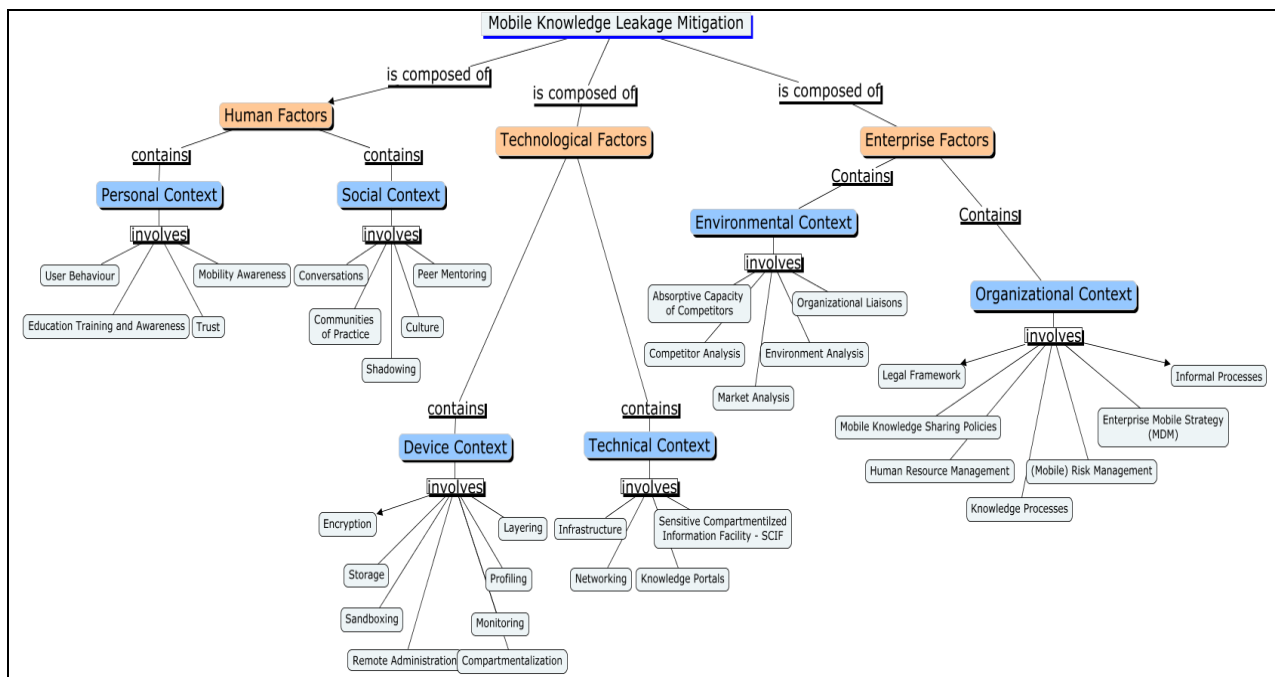 Mobile Knowledge Leakage Mitigation
is composed of
is composed of
is composed of
Human Factors
Technological Factors
Enterprise Factors
contains
contains
Contains
Contains
Personal Context
Social Context
Environmental Context
Organizational Context
involves
involves
involves
involves
User Behaviour
Mobility Awareness
Education Training and Awareness
Trust
Conversations
Peer Mentoring
Communities
of Practice
Culture
Shadowing
Absorptive Capacity
of Competitors
Organizational Liaisons
Competitor Analysis
Environment Analysis
Market Analysis
Legal Framework
Informal Processes
Mobile Knowledge Sharing Policies
Enterprise Mobile Strategy
(MDM)
Human Resource Management
(Mobile) Risk Management
Knowledge Processes
contains
contains
Device Context
Technical Context
involves
involves
Encryption
Layering
Storage
Profiling
Sandboxing
Monitoring
Remote Administration
Compartmentalization
Infrastructure
Sensitive Compartmentilzed
Information Facility - SCIF
Networking
Knowledge Portals